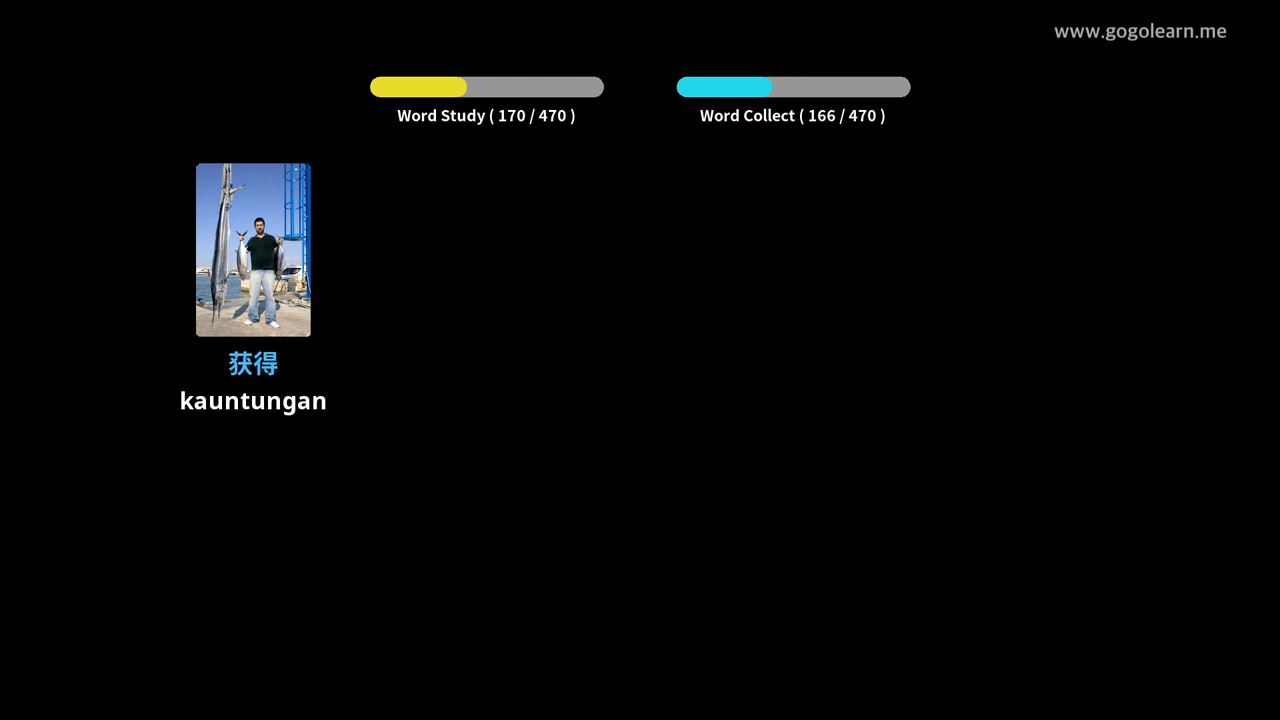 www.gogolearn.me
Word Study ( 170 / 470 )
Word Collect ( 166 / 470 )
获得
kauntungan